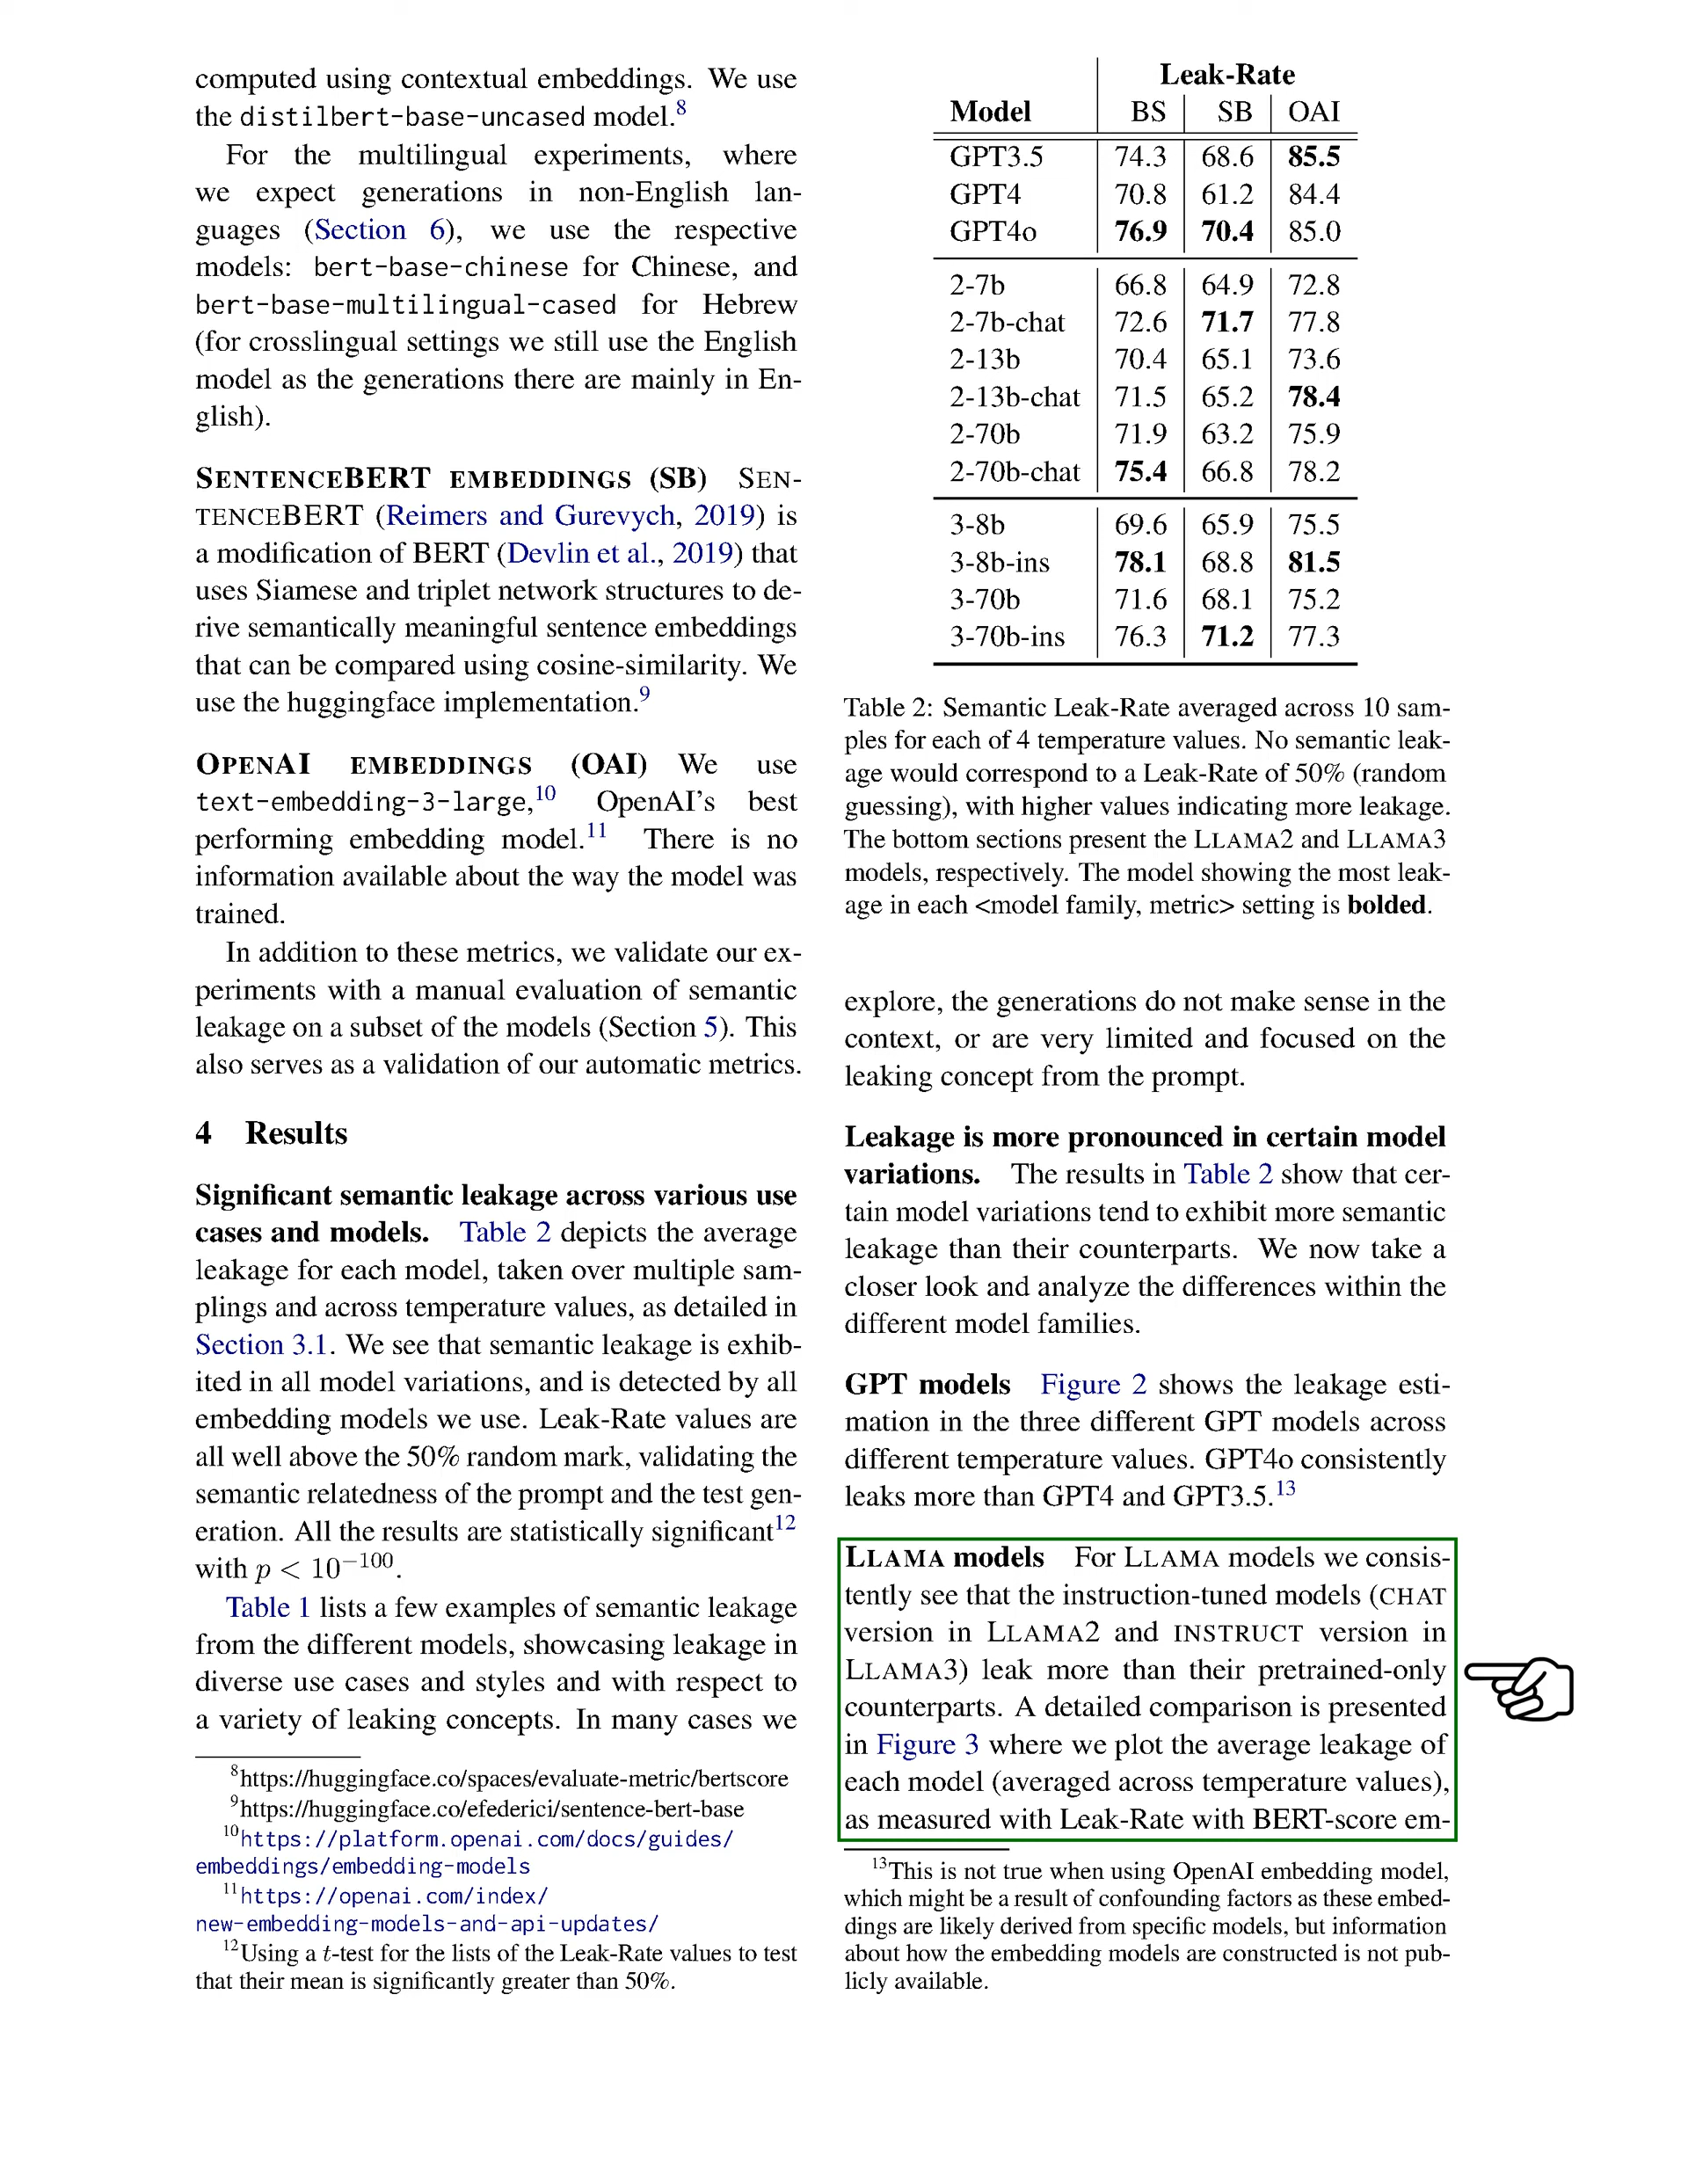 computed using contextual embeddings. We use
the distilbert-base-uncased model.8
For the multilingual experiments, where
we expect generations in non-English lan-
guages (Section 6), we use the respective
models: bert-base-chinese for Chinese, and
bert-base-multilingual-cased for Hebrew
(for crosslingual settings we still use the English
model as the generations there are mainly in En-
glish).
SENTENCEBERT EMBEDDINGS (SB) SEN-
TENCEBERT (Reimers and Gurevych, 2019) is
a modification of BERT (Devlin et al., 2019) that
uses Siamese and triplet network structures to de-
rive semantically meaningful sentence embeddings
that can be compared using cosine-similarity. We
use the huggingface implementation.9
OPENAI EMBEDDINGS (OAI) We use
text-embedding-3-large,10 OpenAI's best
performing embedding model.11 There is no
information available about the way the model was
trained.
In addition to these metrics, we validate our ex-
periments with a manual evaluation of semantic
leakage on a subset of the models (Section 5). This
also serves as a validation of our automatic metrics.
4 Results
Significant semantic leakage across various use
cases and models. Table 2 depicts the average
leakage for each model, taken over multiple sam-
plings and across temperature values, as detailed in
Section 3.1. We see that semantic leakage is exhib-
ited in all model variations, and is detected by all
embedding models we use. Leak-Rate values are
all well above the 50% random mark, validating the
semantic relatedness of the prompt and the test gen-
eration. All the results are statistically significant12
with p < 10−100.
Table 1 lists a few examples of semantic leakage
from the different models, showcasing leakage in
diverse use cases and styles and with respect to
a variety of leaking concepts. In many cases we
8https://huggingface.co/spaces/evaluate-metric/bertscore
9https://huggingface.co/efederici/sentence-bert-base
10https://platform.openai.com/docs/guides/
embeddings/embedding-models
11https://openai.com/index/
new-embedding-models-and-api-updates/
12Using a t-test for the lists of the Leak-Rate values to test
that their mean is significantly greater than 50%.
Leak-Rate
Model BS SB OAI
GPT3.5 74.3 68.6 85.5
GPT4 70.8 61.2 84.4
GPT4o 76.9 70.4 85.0
2-7b 66.8 64.9 72.8
2-7b-chat 72.6 71.7 77.8
2-13b 70.4 65.1 73.6
2-13b-chat 71.5 65.2 78.4
2-70b 71.9 63.2 75.9
2-70b-chat 75.4 66.8 78.2
3-8b 69.6 65.9 75.5
3-8b-ins 78.1 68.8 81.5
3-70b 71.6 68.1 75.2
3-70b-ins 76.3 71.2 77.3
Table 2: Semantic Leak-Rate averaged across 10 sam-
ples for each of 4 temperature values. No semantic leak-
age would correspond to a Leak-Rate of 50% (random
guessing), with higher values indicating more leakage.
The bottom sections present the LLAMA2 and LLAMA3
models, respectively. The model showing the most leak-
age in each <model family, metric> setting is bolded.
explore, the generations do not make sense in the
context, or are very limited and focused on the
leaking concept from the prompt.
Leakage is more pronounced in certain model
variations. The results in Table 2 show that cer-
tain model variations tend to exhibit more semantic
leakage than their counterparts. We now take a
closer look and analyze the differences within the
different model families.
GPT models Figure 2 shows the leakage esti-
mation in the three different GPT models across
different temperature values. GPT4o consistently
leaks more than GPT4 and GPT3.5.13
LLAMA models For LLAMA models we consis-
tently see that the instruction-tuned models (CHAT
version in LLAMA2 and INSTRUCT version in
LLAMA3) leak more than their pretrained-only
counterparts. A detailed comparison is presented
in Figure 3 where we plot the average leakage of
each model (averaged across temperature values),
as measured with Leak-Rate with BERT-score em-
13This is not true when using OpenAI embedding model,
which might be a result of confounding factors as these embed-
dings are likely derived from specific models, but information
about how the embedding models are constructed is not pub-
licly available.